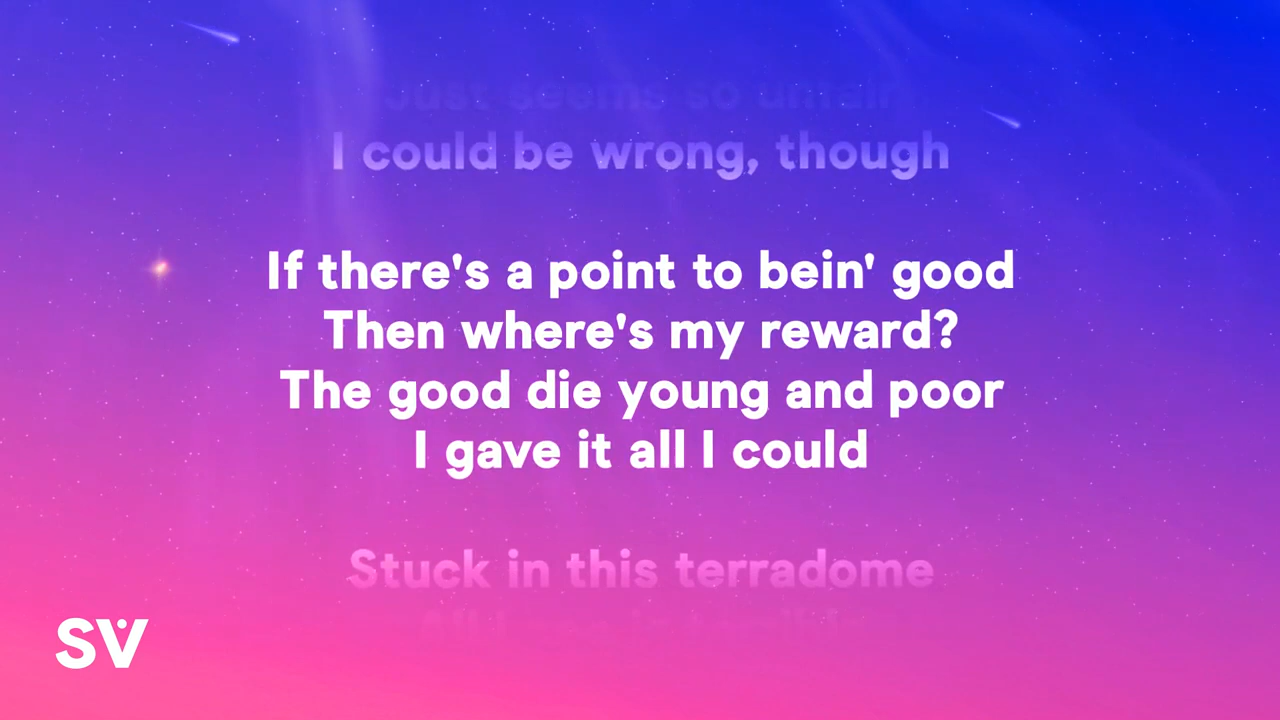 Just seems so unfair
I could be wrong, though
If there's a point to bein' good
Then where's my reward?
The good die young and poor
I gave it all I could
Stuck in this terradome
SV